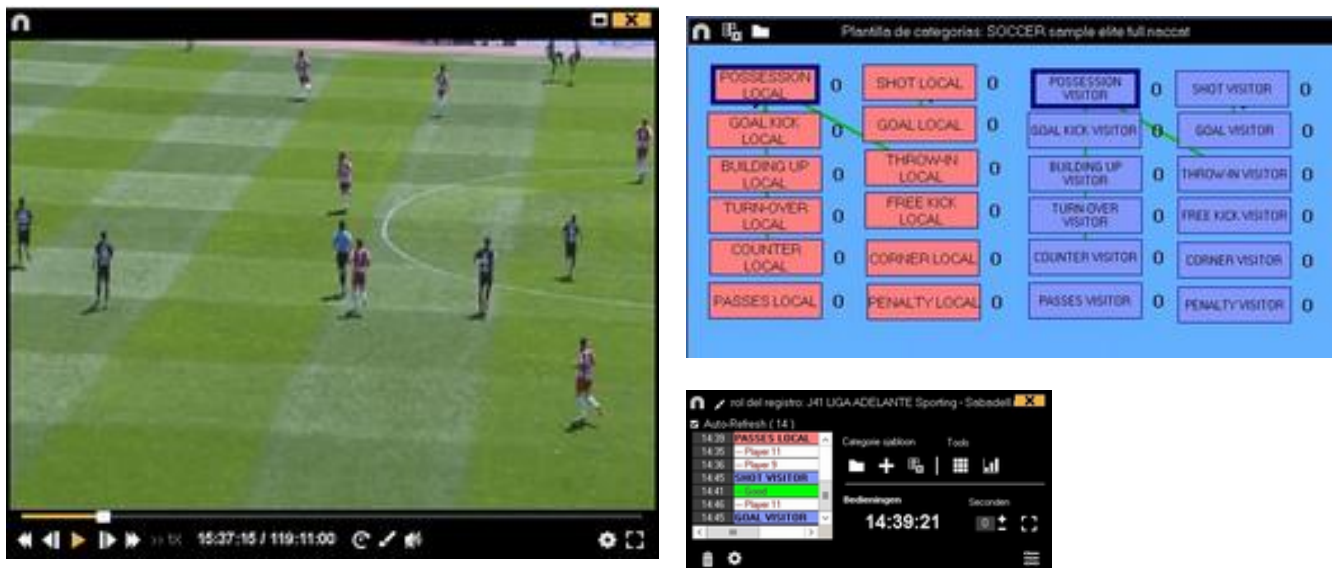 15:37:15 / 119:11:00
Plantilla de categorias: SOCCER sample elite full.naccat
POSSESSION LOCAL 0
SHOT LOCAL 0
POSSESSION VISITOR 0
SHOT VISITOR 0
GOAL KICK LOCAL 0
GOAL LOCAL 0
GOAL KICK VISITOR 0
GOAL VISITOR 0
BUILDING UP LOCAL 0
THROW-IN LOCAL 0
BUILDING UP VISITOR 0
THROW-IN VISITOR 0
TURN-OVER LOCAL 0
FREE KICK LOCAL 0
TURN-OVER VISITOR 0
FREE KICK VISITOR 0
COUNTER LOCAL 0
CORNER LOCAL 0
COUNTER VISITOR 0
CORNER VISITOR 0
PASSES LOCAL 0
PENALTY LOCAL 0
PASSES VISITOR 0
PENALTY VISITOR 0
rol del registro: J41 LIGA ADELANTE Sporting - Sabadell
Auto-Refresh ( 14 )
14:39 PASSES LOCAL
14:35 -- Player 11
14:36 -- Player 9
14:45 SHOT VISITOR
14:41 -- Good
14:46 -- Player 11
14:45 GOAL VISITOR
Categorie sjabloon
Tools
Bedieningen
Seconden
14:39:21
0